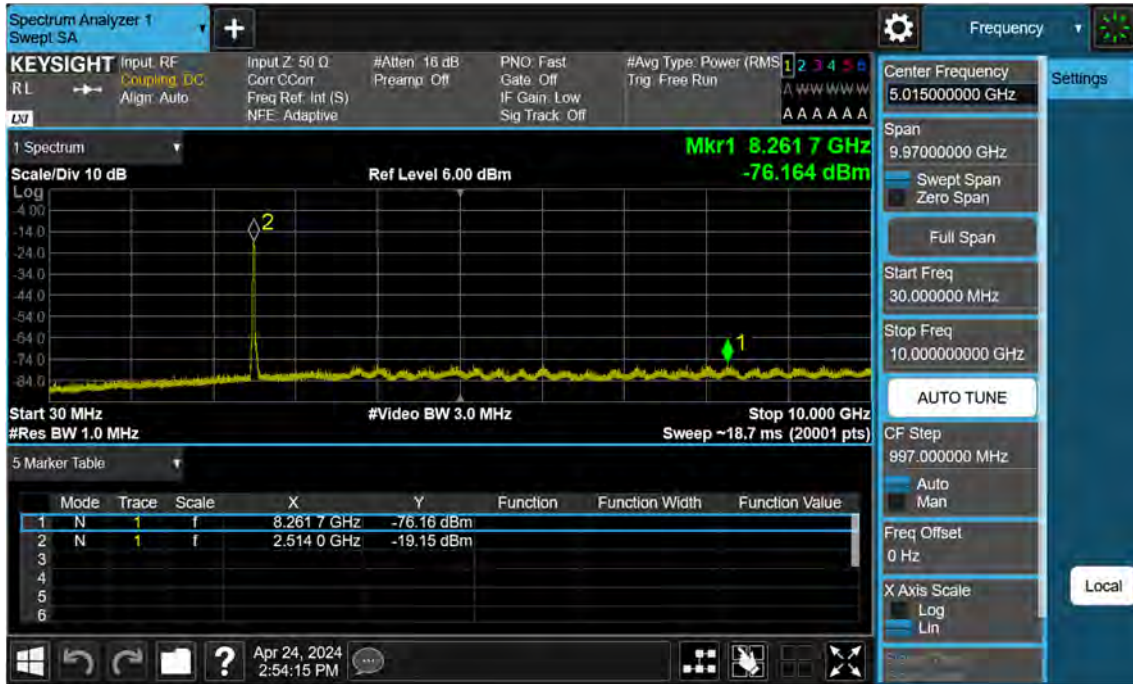 Spectrum Analyzer 1
Swept SA
+
Frequency
KEYSIGHT
RL
LXI
Input: RF
Coupling: DC
Align: Auto
Input Z: 50 Ω
Corr CCorr
Freq Ref: Int (S)
NFE: Adaptive
#Atten: 16 dB
Preamp: Off
PNO: Fast
Gate: Off
IF Gain: Low
Sig Track: Off
#Avg Type: Power (RMS
Trig: Free Run
1 2 3 4 5 6
A W W W W W
A A A A A A
1 Spectrum
Mkr1 8.261 7 GHz
-76.164 dBm
Scale/Div 10 dB
Ref Level 6.00 dBm
Log
-4.00
-14.0
-24.0
-34.0
-44.0
-54.0
-64.0
-74.0
-84.0
2
1
Start 30 MHz
#Video BW 3.0 MHz
Stop 10.000 GHz
#Res BW 1.0 MHz
Sweep ~18.7 ms (20001 pts)
5 Marker Table
Mode Trace Scale X Y Function Function Width Function Value
1 N 1 f 8.261 7 GHz -76.16 dBm
2 N 1 f 2.514 0 GHz -19.15 dBm
3
4
5
6
?
Apr 24, 2024
2:54:15 PM
Center Frequency
5.015000000 GHz
Span
9.97000000 GHz
Swept Span
Zero Span
Full Span
Start Freq
30.000000 MHz
Stop Freq
10.000000000 GHz
AUTO TUNE
CF Step
997.000000 MHz
Auto
Man
Freq Offset
0 Hz
X Axis Scale
Log
Lin
Settings
Local